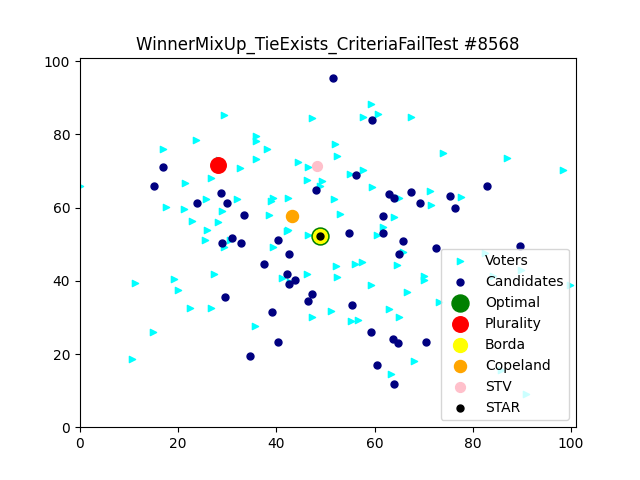 WinnerMixUp_TieExists_CriteriaFailTest #8568
100
80
60
40
20
0
0
20
40
60
80
100
Voters
Candidates
Optimal
Plurality
Borda
Copeland
STV
STAR